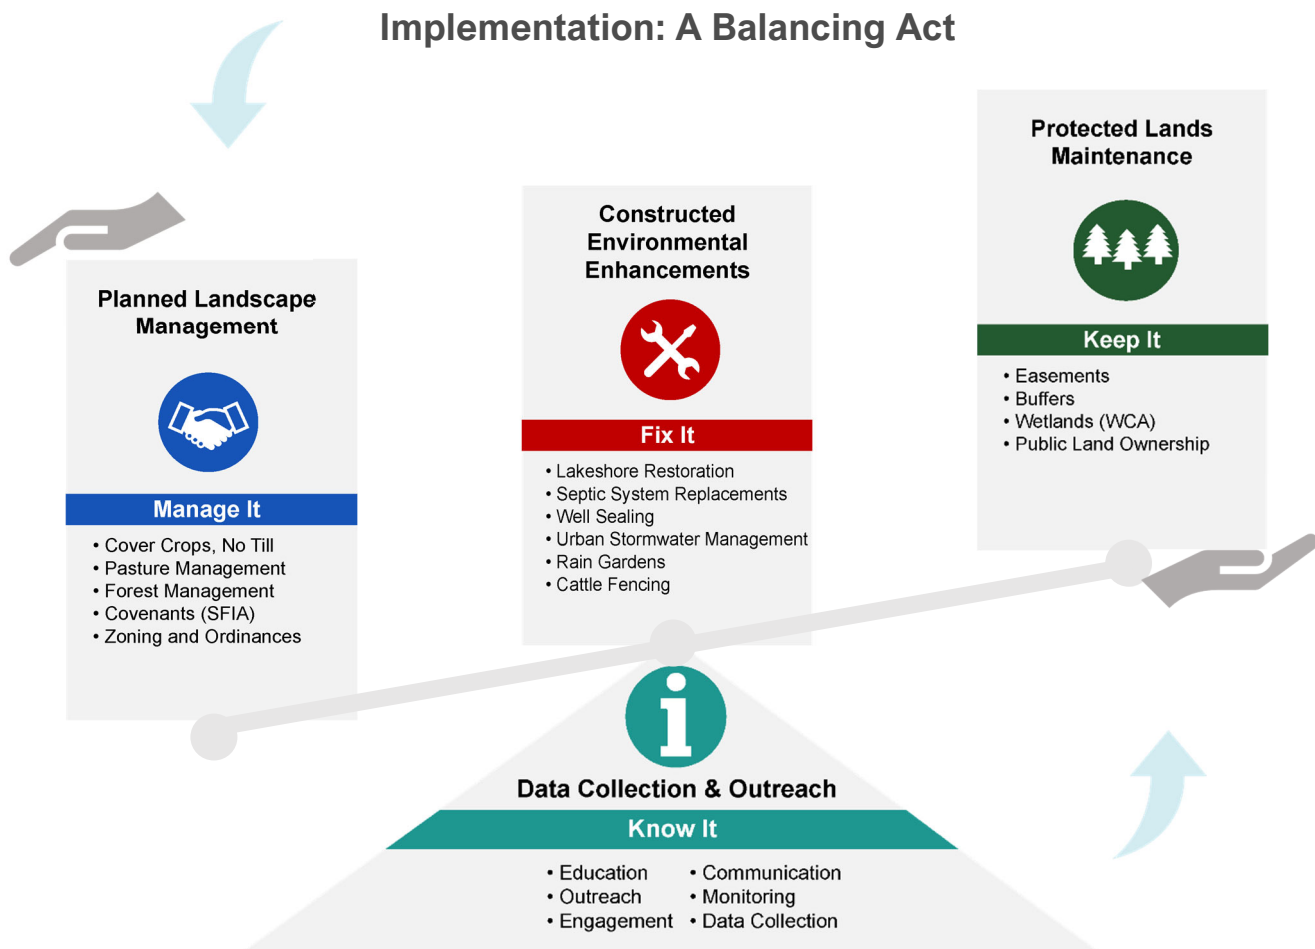 Implementation: A Balancing Act
Planned Landscape
Management
Manage It
• Cover Crops, No Till
• Pasture Management
• Forest Management
• Covenants (SFIA)
• Zoning and Ordinances
Constructed
Environmental
Enhancements
Fix It
• Lakeshore Restoration
• Septic System Replacements
• Well Sealing
• Urban Stormwater Management
• Rain Gardens
• Cattle Fencing
Protected Lands
Maintenance
Keep It
• Easements
• Buffers
• Wetlands (WCA)
• Public Land Ownership
Data Collection & Outreach
Know It
• Education
• Outreach
• Engagement
• Communication
• Monitoring
• Data Collection